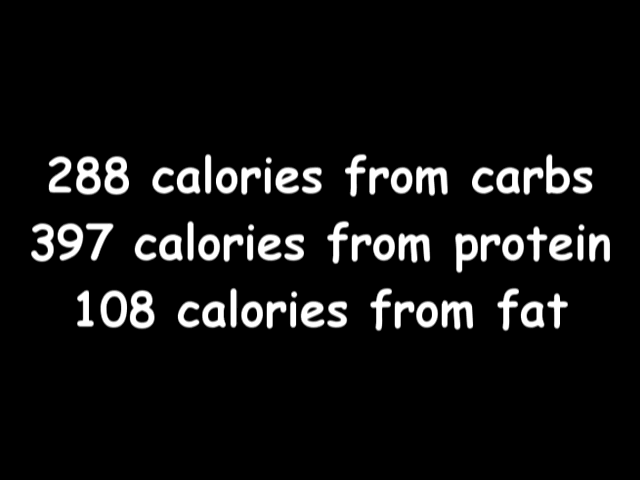 288 calories from carbs
397 calories from protein
108 calories from fat